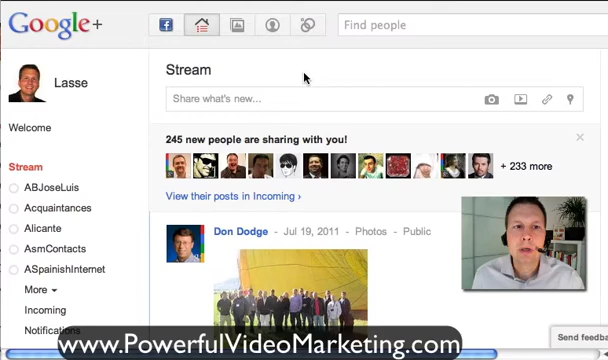 Google+
Find people
Lasse
Stream
Share what's new...
Welcome
245 new people are sharing with you!
+ 233 more
View their posts in Incoming ›
Stream
ABJoseLuis
Acquaintances
Alicante
AsmContacts
ASpanishInternet
More
Incoming
Notifications
Don Dodge - Jul 19, 2011 - Photos - Public
Send feedba
www.PowerfulVideoMarketing.com